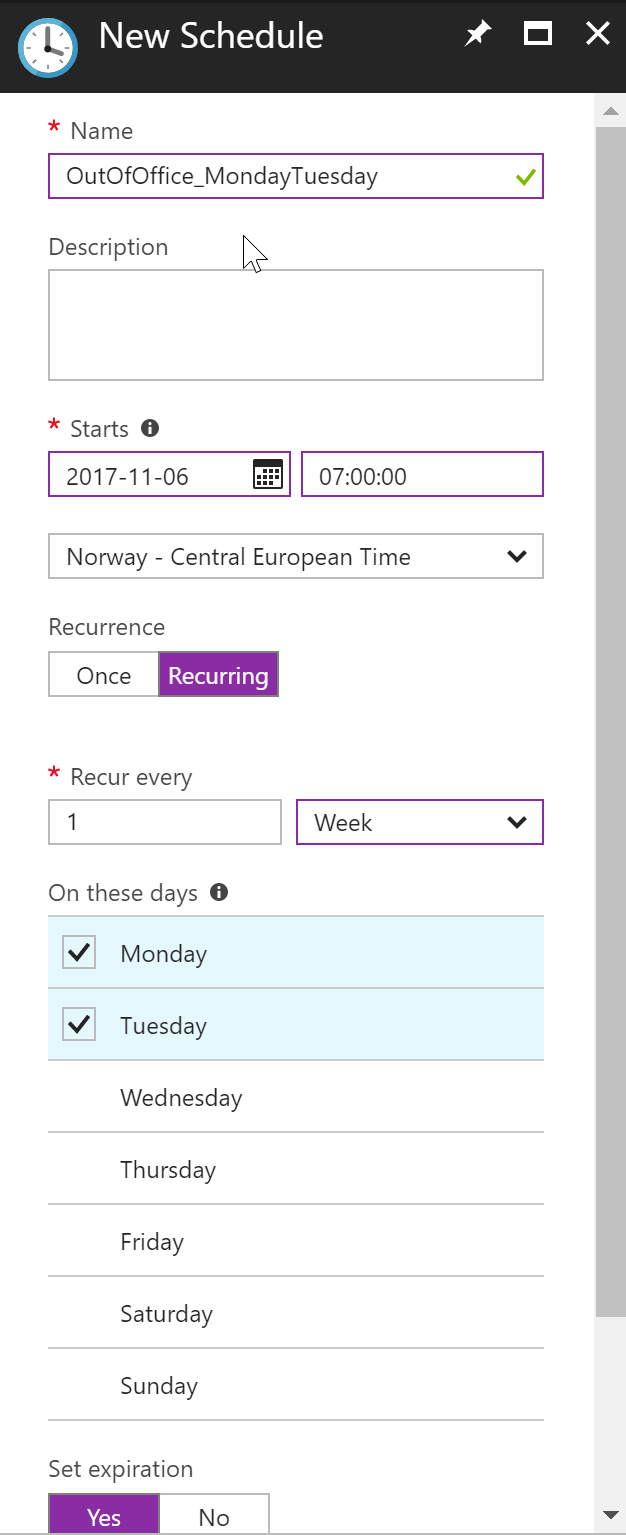 New Schedule
* Name
OutOfOffice_MondayTuesday
Description
* Starts
2017-11-06 07:00:00
Norway - Central European Time
Recurrence
Once Recurring
* Recur every
1 Week
On these days
Monday
Tuesday
Wednesday
Thursday
Friday
Saturday
Sunday
Set expiration
Yes No